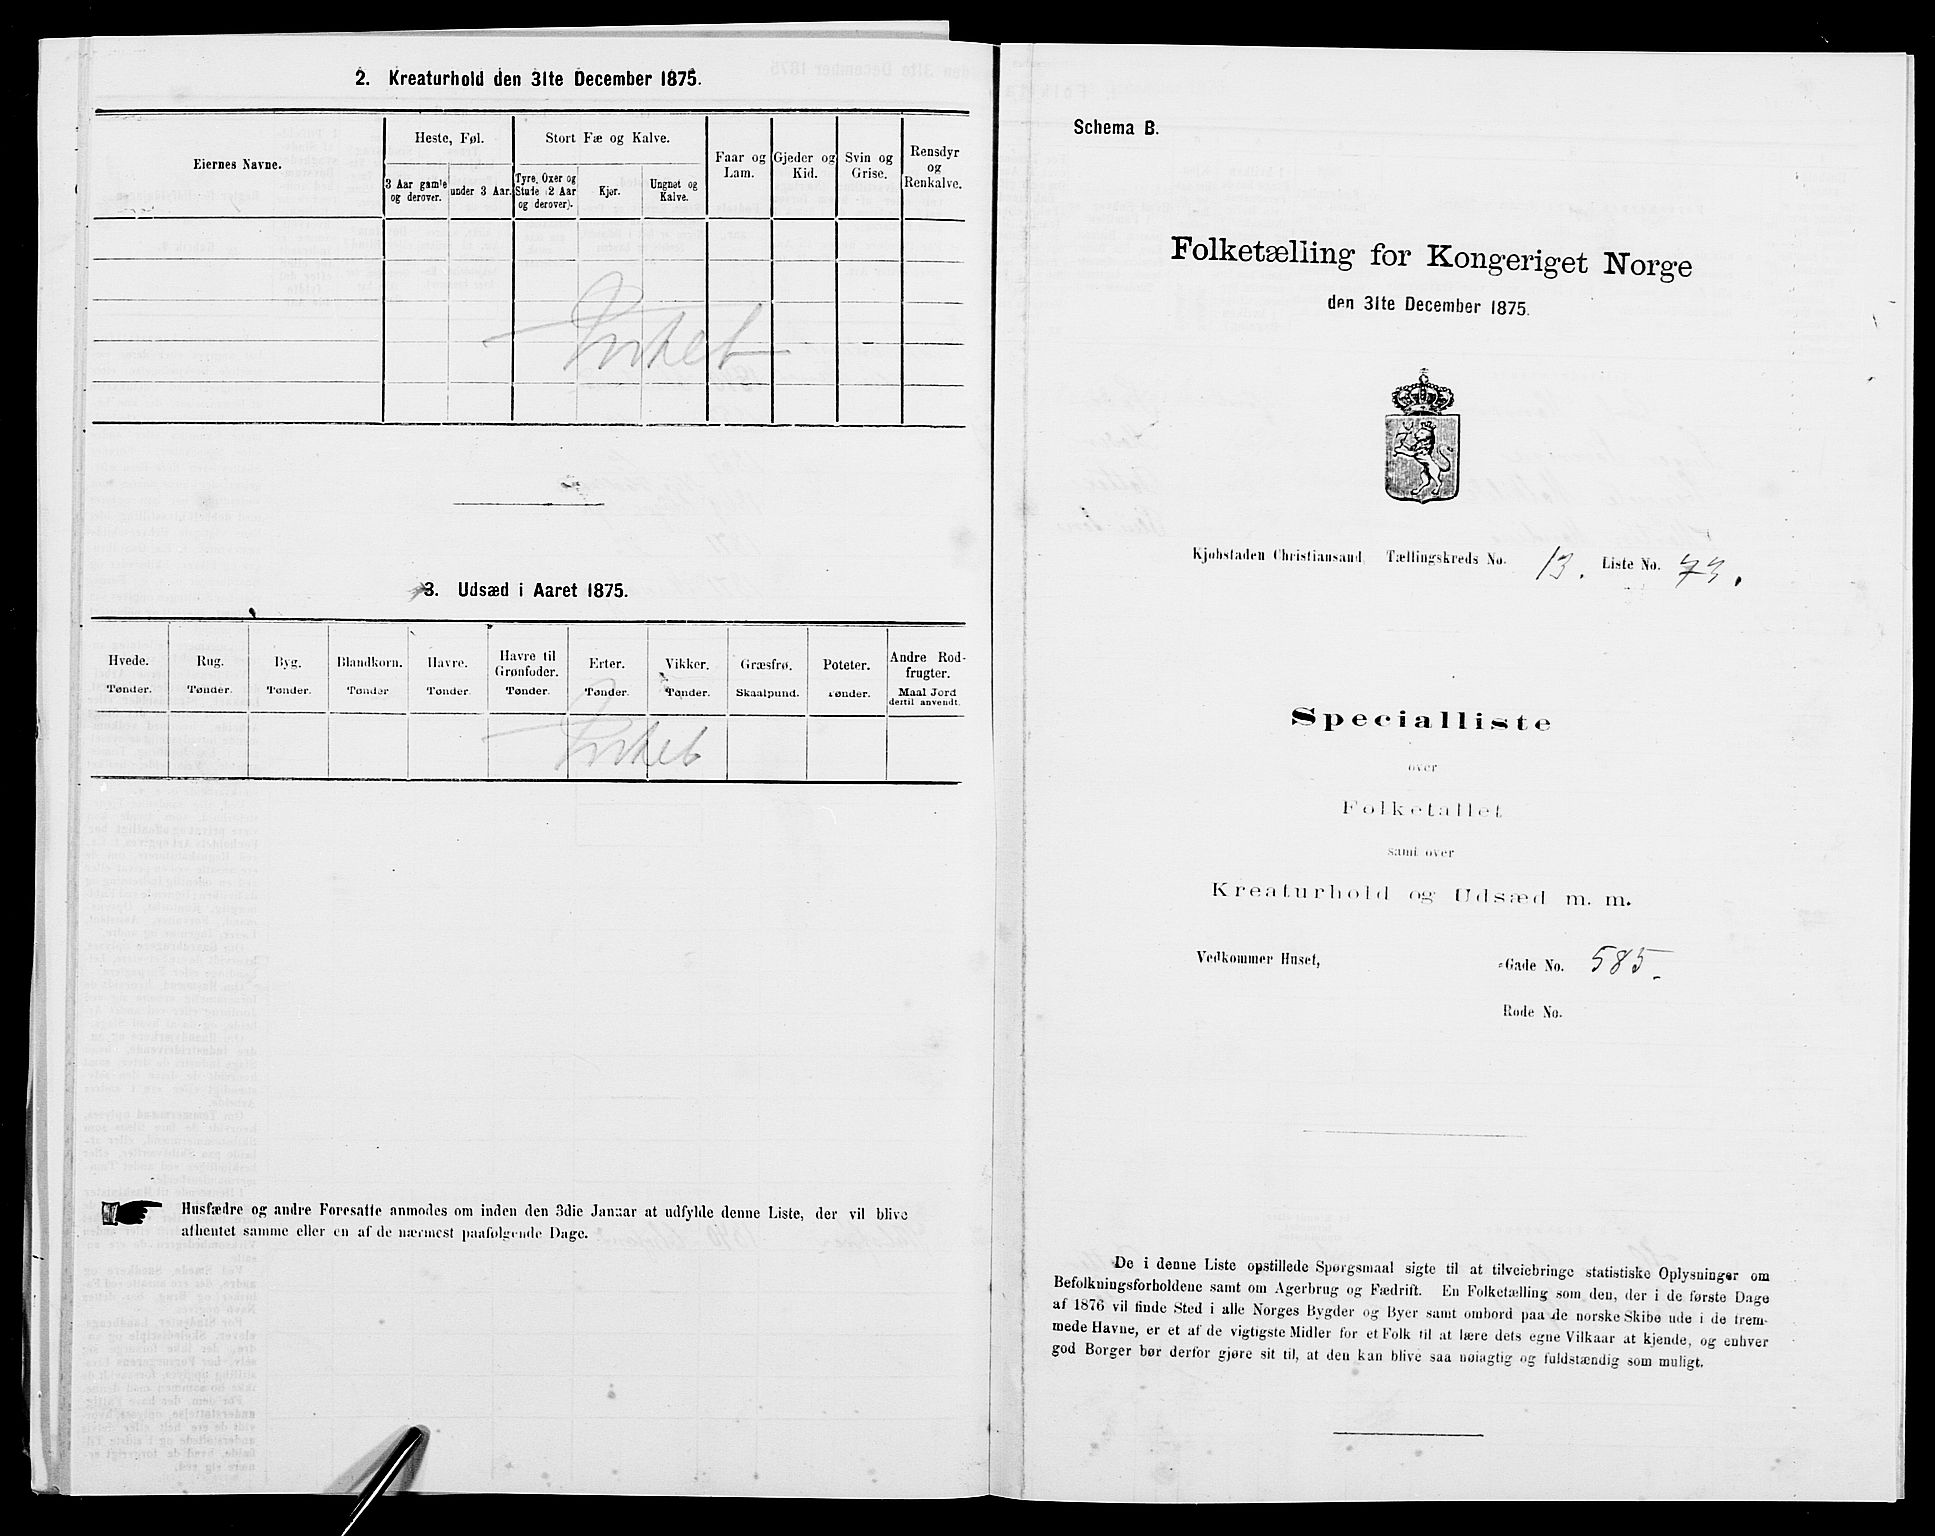 2. Kreaturhold den 31te December 1875.
Eiernes Navne.
Heste, Føl.
Stort Fæ og Kalve.
Faar og
Lam.
Gjeder og
Kid.
Svin og
Grise.
Rensdyr
og
Renkalve.
3 Aar gamle
og derover.
under 3 Aar.
Tyre, Oxer og
Stude (2 Aar
og derover).
Kjør.
Ungnøt og
Kalve.
3. Udsæd i Aaret 1875.
Hvede.
Tønder.
Rug.
Tønder.
Byg.
Tønder.
Blandkorn.
Tønder
Havre.
Tønder.
Havre til
Grønfoder.
Tønder.
Erter.
Tønder.
Vikker.
Tønder.
Græsfrø.
Skaalpund.
Poteter.
Tønder.
Andre Rod-
frugter.
Maal Jord
dertil anvendt.
Husfædre og andre Foresatte anmodes om inden den 3die Januar at udfylde denne Liste, der vil blive
afhentet samme eller en af de nærmest paafølgende Dage.
Schema B.
Folketælling for Kongeriget Norge
den 31te December 1875.
Kjøbstaden Christiansand Tællingskreds No. 13. Liste No. 73.
Specialliste
over
Folketallet
samt over
Kreaturhold og Udsæd m. m.
Vedkommer Huset, -Gade No. 585.
Rode No.
De i denne Liste opstillede Spørgsmaal sigte til at tilveiebringe statistiske Oplysninger om
Befolkningsforholdene samt om Agerbrug og Fædrift. En Folketælling som den, der i de første Dage
af 1876 vil finde Sted i alle Norges Bygder og Byer samt ombord paa de norske Skibe ude i de frem-
mede Havne, er et af de vigtigste Midler for et Folk til at lære dets egne Vilkaar at kjende, og enhver
god Borger bør derfor gjøre sit til, at den kan blive saa nøiagtig og fuldstændig som muligt.